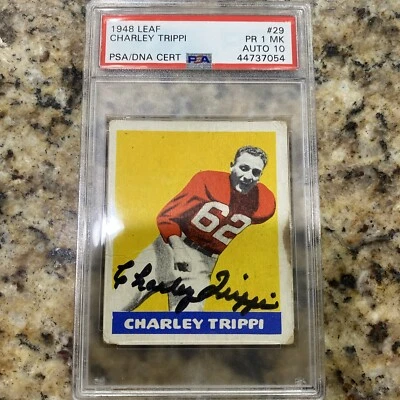 1948 LEAF #29
CHARLEY TRIPPI PR 1 MK
AUTO 10
PSA/DNA CERT PSA 44737054
62
Charley Trippi
CHARLEY TRIPPI